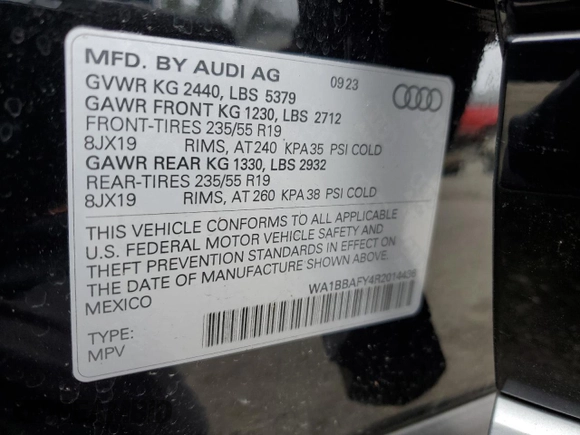 MFD. BY AUDI AG 09 23
GVWR KG 2440, LBS 5379
GAWR FRONT KG 1230, LBS 2712
FRONT-TIRES 235/55 R19
8JX19 RIMS, AT 240 KPA 35 PSI COLD
GAWR REAR KG 1330, LBS 2932
REAR-TIRES 235/55 R19
8JX19 RIMS, AT 260 KPA 38 PSI COLD
THIS VEHICLE CONFORMS TO ALL APPLICABLE
U.S. FEDERAL MOTOR VEHICLE SAFETY AND
THEFT PREVENTION STANDARDS IN EFFECT ON
THE DATE OF MANUFACTURE SHOWN ABOVE.
MEXICO WA1BBAFY4R2014436
TYPE:
MPV